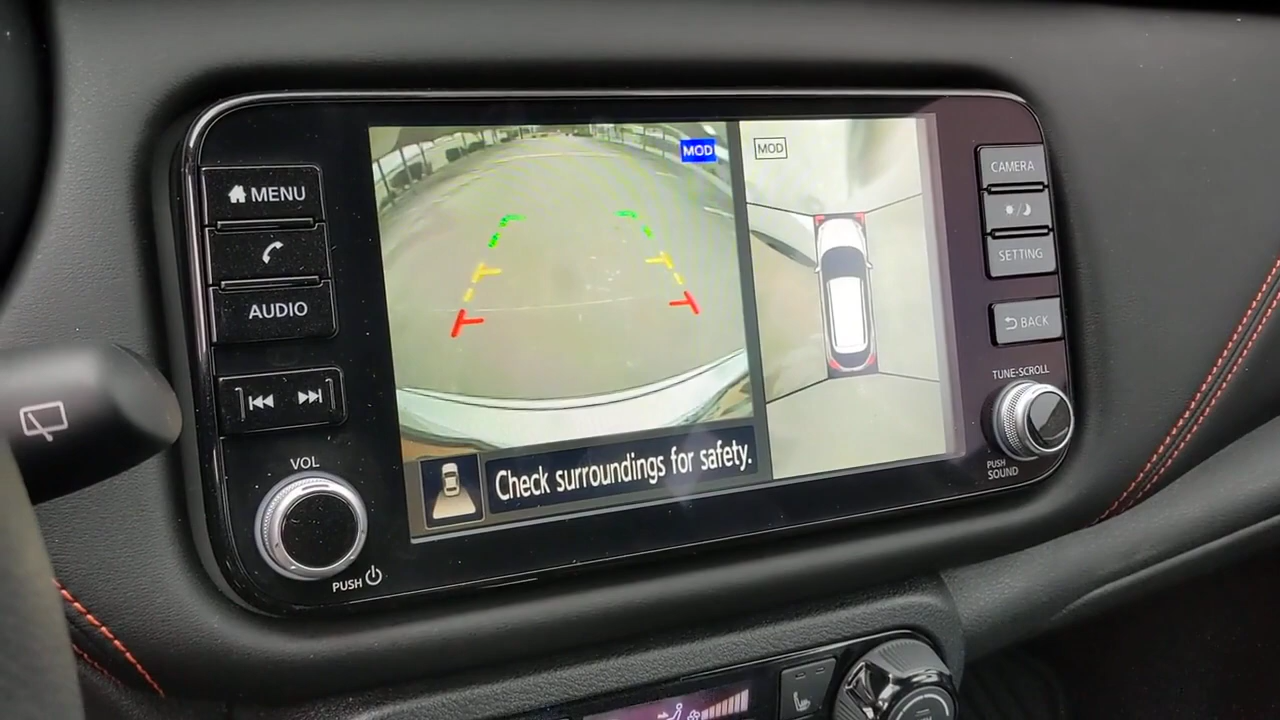 MENU
AUDIO
VOL
PUSH
MOD
MOD
Check surroundings for safety.
CAMERA
SETTING
BACK
TUNE·SCROLL
PUSH
SOUND